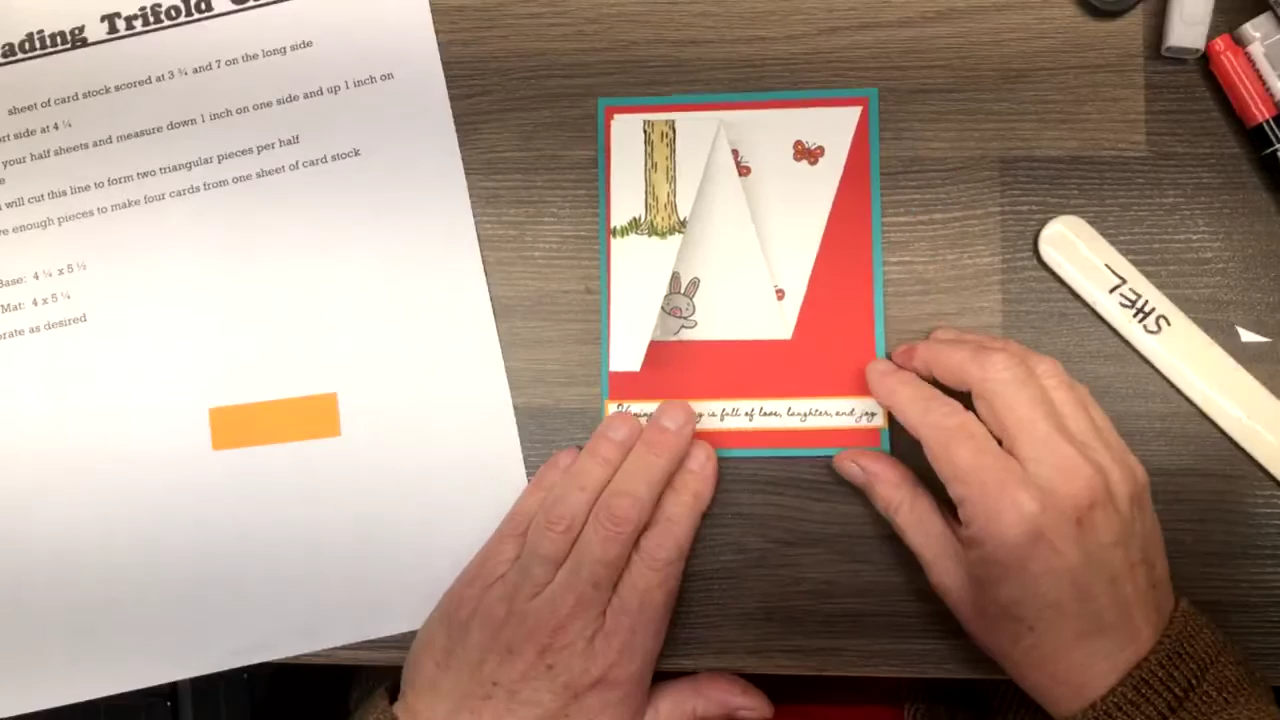 ading Trifold
sheet of card stock scored at 3 ¾ and 7 on the long side
rt side at 4 ¼
your half sheets and measure down 1 inch on one side and up 1 inch on
e
will cut this line to form two triangular pieces per half
ve enough pieces to make four cards from one sheet of card stock
Base: 4 ¼ x 5 ½
Mat: 4 x 5 ¼
orate as desired
is full of love, laughter, and joy
SHEL